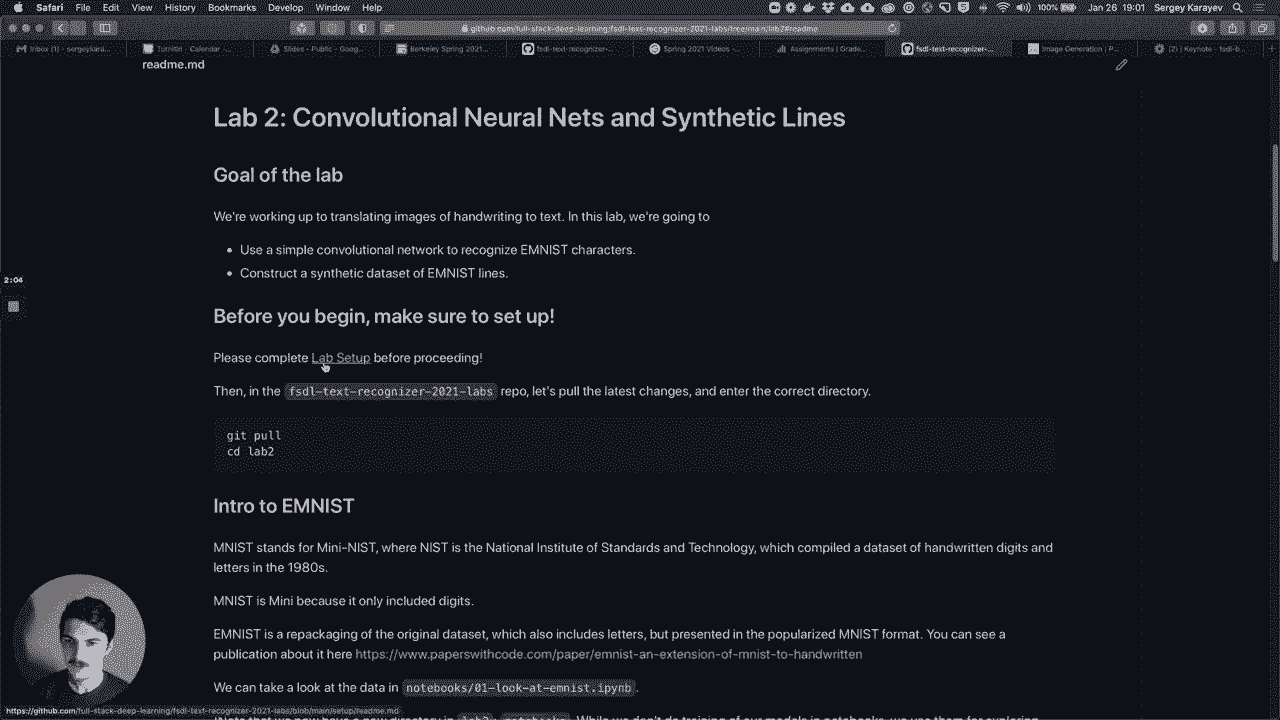 Safari File Edit View History Bookmarks Develop Window Help 100% Jan 26 19:01 Sergey Karayev
github.com/full-stack-deep-learning/fsdl-text-recognizer-2021-labs/tree/main/lab2#readme
Inbox (1) - sergeykara... Turnitin - Calendar -... Slides - Public - Goog... Berkeley Spring 2021... fsdl-text-recognizer-... Spring 2021 Videos -... Assignments | Grade... fsdl-text-recognizer-... Image Generation | P... (2) | Keynote - fsdl-b...
readme.md
Lab 2: Convolutional Neural Nets and Synthetic Lines
Goal of the lab
We're working up to translating images of handwriting to text. In this lab, we're going to
• Use a simple convolutional network to recognize EMNIST characters.
• Construct a synthetic dataset of EMNIST lines.
2:04
Before you begin, make sure to set up!
Please complete Lab Setup before proceeding!
Then, in the fsdl-text-recognizer-2021-labs repo, let's pull the latest changes, and enter the correct directory.
git pull
cd lab2
Intro to EMNIST
MNIST stands for Mini-NIST, where NIST is the National Institute of Standards and Technology, which compiled a dataset of handwritten digits and
letters in the 1980s.
MNIST is Mini because it only included digits.
EMNIST is a repackaging of the original dataset, which also includes letters, but presented in the popularized MNIST format. You can see a
publication about it here https://www.paperswithcode.com/paper/emnist-an-extension-of-mnist-to-handwritten
We can take a look at the data in notebooks/01-look-at-emnist.ipynb.
https://github.com/full-stack-deep-learning/fsdl-text-recognizer-2021-labs/blob/main/setup/readme.md